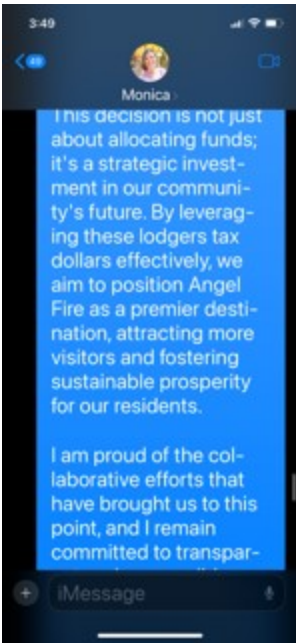 3:49
49
Monica
This decision is not just
about allocating funds;
it's a strategic invest-
ment in our communi-
ty's future. By leverag-
ing these lodgers tax
dollars effectively, we
aim to position Angel
Fire as a premier desti-
nation, attracting more
visitors and fostering
sustainable prosperity
for our residents.
I am proud of the col-
laborative efforts that
have brought us to this
point, and I remain
committed to transpar-
iMessage